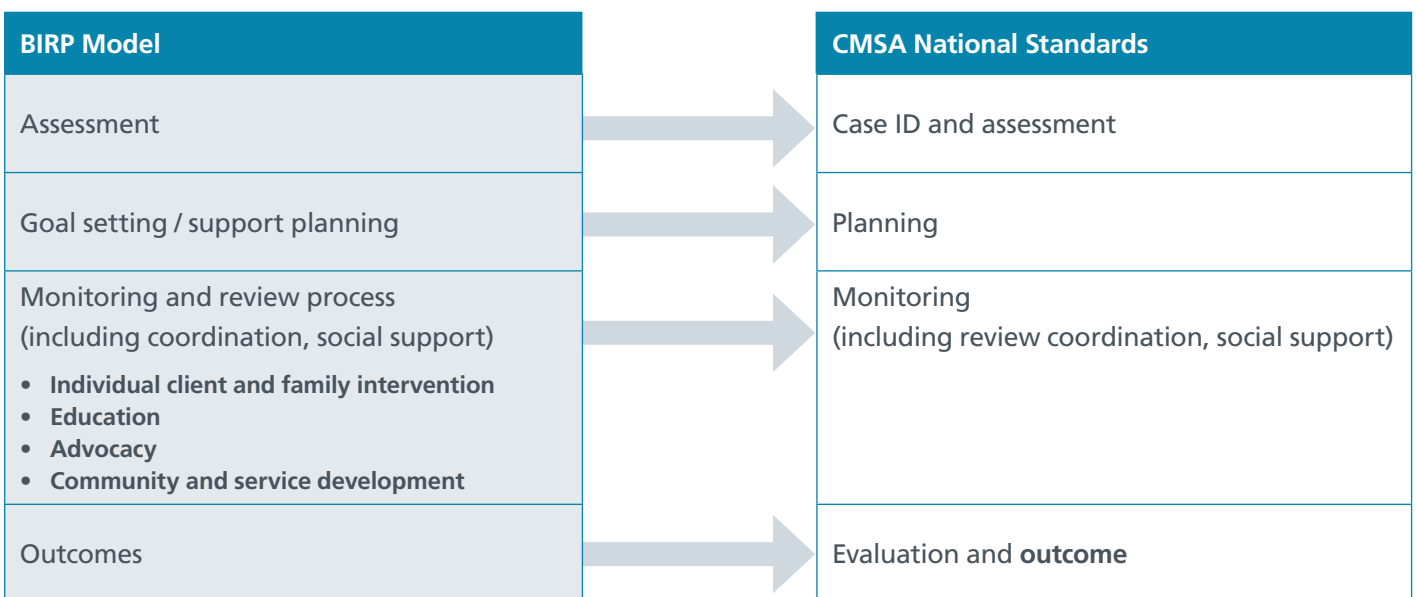 BIRP Model
CMSA National Standards
Assessment
Case ID and assessment
Goal setting / support planning
Planning
Monitoring and review process
(including coordination, social support)
• Individual client and family intervention
• Education
• Advocacy
• Community and service development
Monitoring
(including review coordination, social support)
Outcomes
Evaluation and outcome